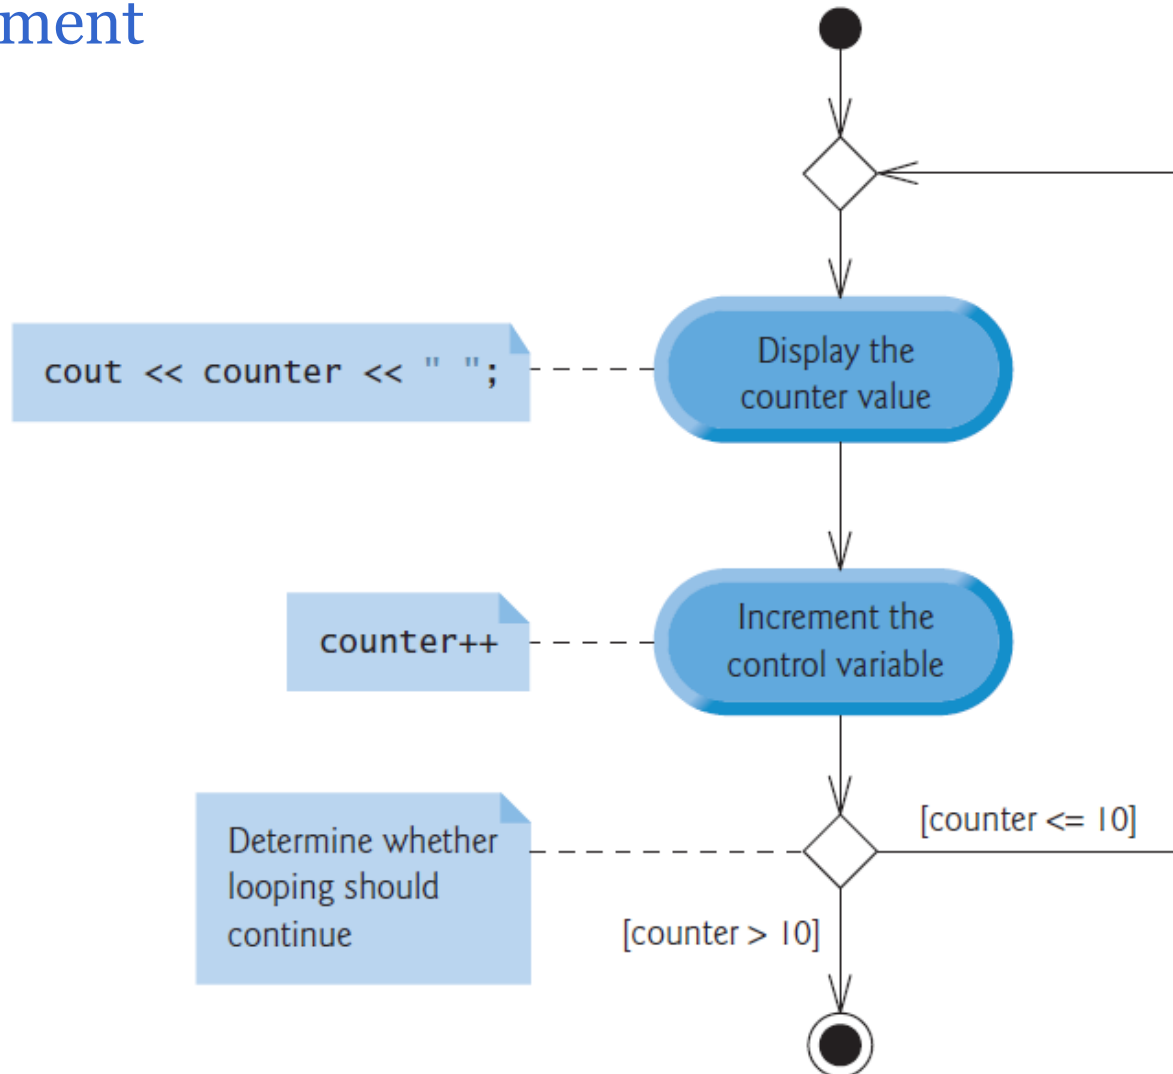 ment
cout << counter << " ";
Display the
counter value
counter++
Increment the
control variable
Determine whether
looping should
continue
[counter <= 10]
[counter > 10]